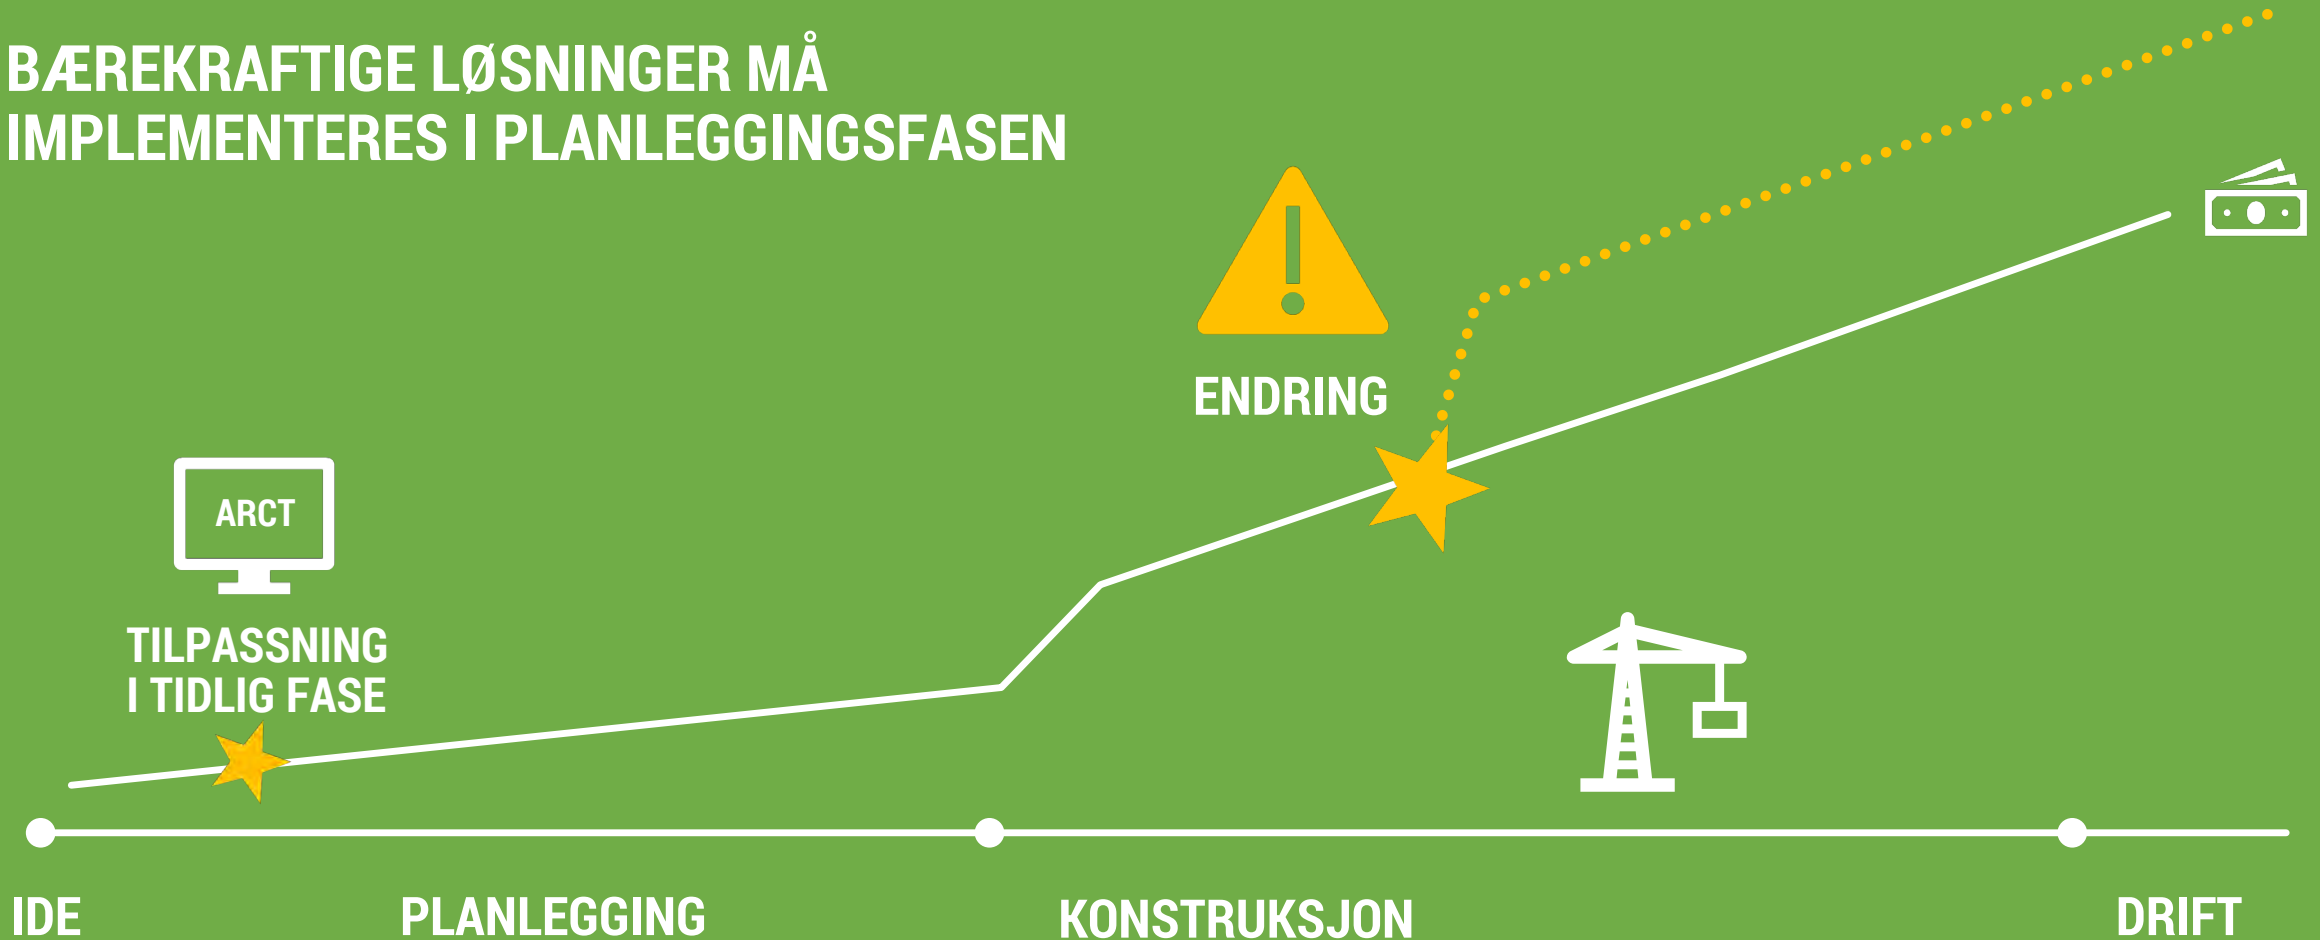 BÆREKRAFTIGE LØSNINGER MÅ
IMPLEMENTERES I PLANLEGGINGSFASEN
ENDRING
ARCT
TILPASSNING
I TIDLIG FASE
IDE
PLANLEGGING
KONSTRUKSJON
DRIFT